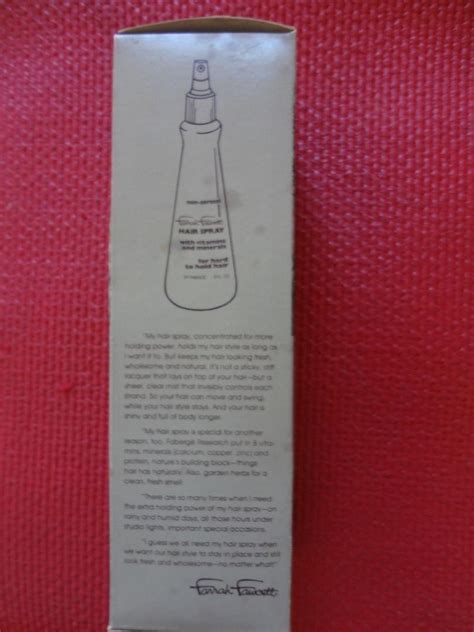 non-aerosol
Farrah Fawcett
HAIR SPRAY
with vitamins
and minerals
for hard
to hold hair
"My hair spray, concentrated for more
holding power, holds my hair style as long as
I want it to. But keeps my hair looking fresh,
wholesome and natural. It's not a sticky, stiff
lacquer that lays on top of your hair—but a
sheer, clear mist that invisibly controls each
strand. So your hair can move and swing,
while your hair style stays. And your hair is
shiny and full of body longer.
"My hair spray is special for another
reason, too. Fabergé Research put in 8 vita-
mins, minerals (calcium, copper, zinc) and
protein, nature's building block—things
hair has naturally. Also, garden herbs for a
clean, fresh smell.
"There are so many times when I need
the extra holding power of my hair spray—on
rainy and humid days, all those hours under
studio lights, important special occasions.
"I guess we all need my hair spray when
we want our hair style to stay in place and still
look fresh and wholesome—no matter what!"
Farrah Fawcett